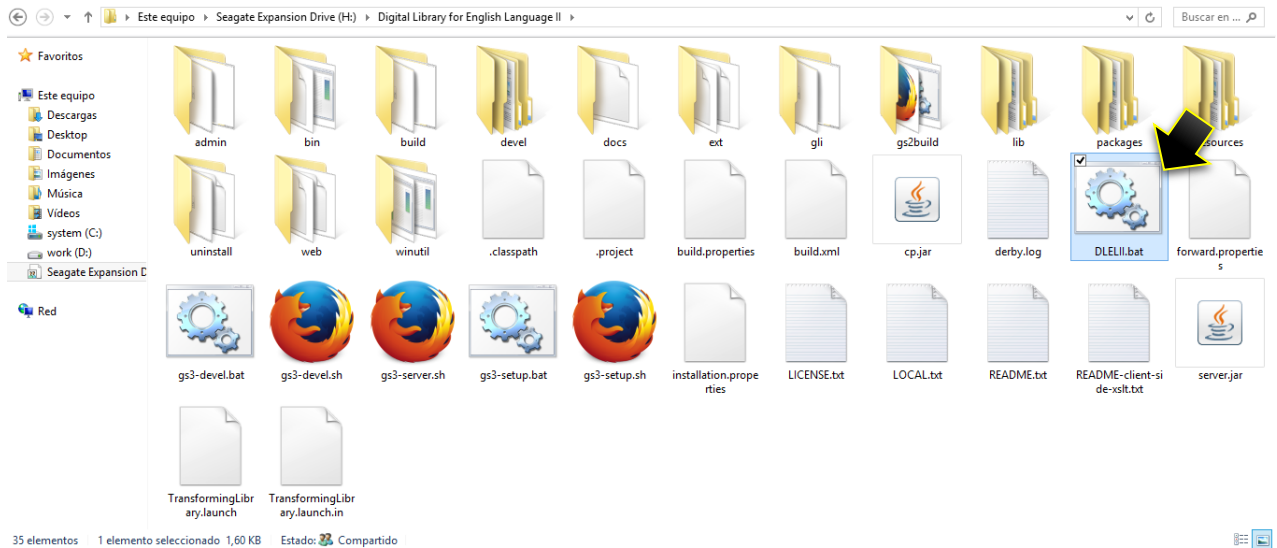 Este equipo ▸ Seagate Expansion Drive (H:) ▸ Digital Library for English Language II ▸
Buscar en ...
Favoritos
Este equipo
Descargas
Desktop
Documentos
Imágenes
Música
Vídeos
system (C:)
work (D:)
Seagate Expansion D
Red
admin bin build devel docs ext gli gs2build lib packages sources
uninstall web winutil .classpath .project build.properties build.xml cp.jar derby.log DLELII.bat forward.propertie
s
gs3-devel.bat gs3-devel.sh gs3-server.sh gs3-setup.bat gs3-setup.sh installation.prope LICENSE.txt LOCAL.txt README.txt README-client-si server.jar
rties de-xslt.txt
TransformingLibr TransformingLibr
ary.launch ary.launch.in
35 elementos 1 elemento seleccionado 1,60 KB Estado: Compartido